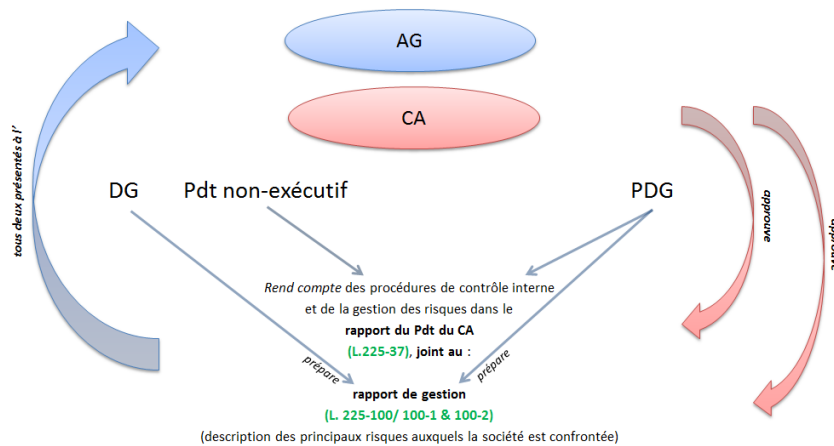 AG
CA
DG
Pdt non-exécutif
PDG
tous deux présentés à l'
approuve
approuve
Rend compte des procédures de contrôle interne
et de la gestion des risques dans le
rapport du Pdt du CA
(L.225-37), joint au :
prépare
prépare
rapport de gestion
(L. 225-100/ 100-1 & 100-2)
(description des principaux risques auxquels la société est confrontée)